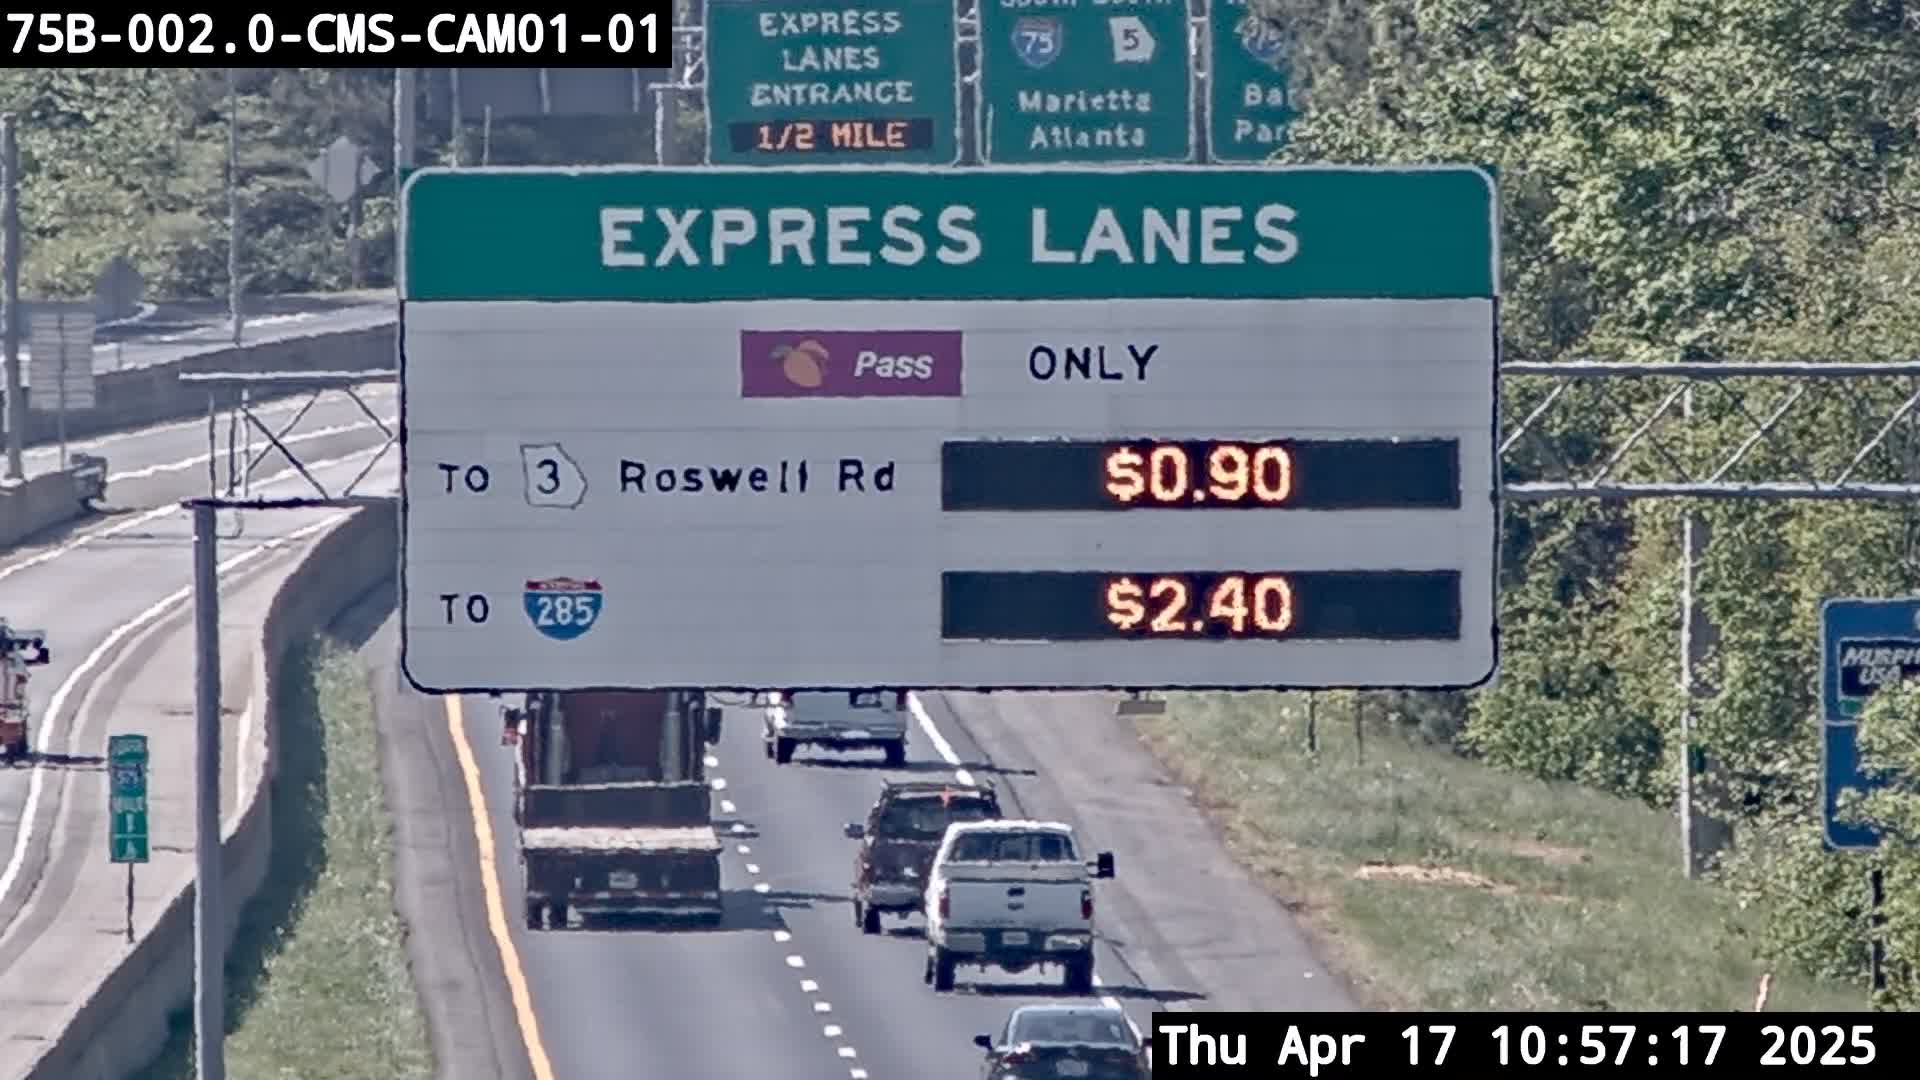 75B-002.0-CMS-CAM01-01
EXPRESS
LANES
ENTRANCE
1/2 MILE
75
5
Marietta
Atlanta
EXPRESS LANES
Pass ONLY
TO 3 Roswell Rd $0.90
TO 285 $2.40
USA
Thu Apr 17 10:57:17 2025